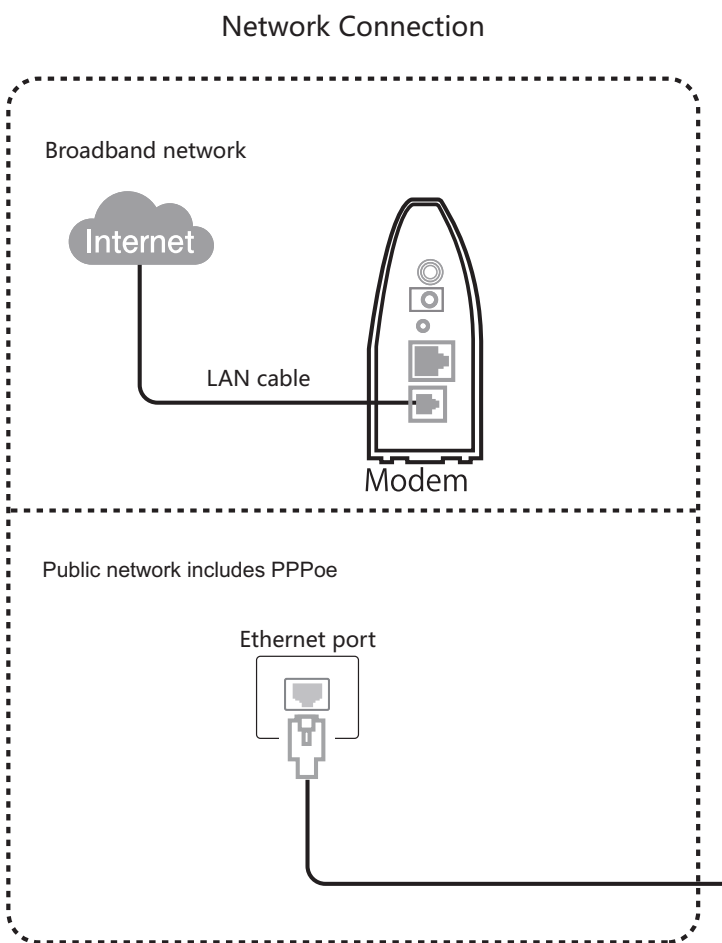 Network Connection
Broadband network
Internet
LAN cable
Modem
Public network includes PPPoe
Ethernet port